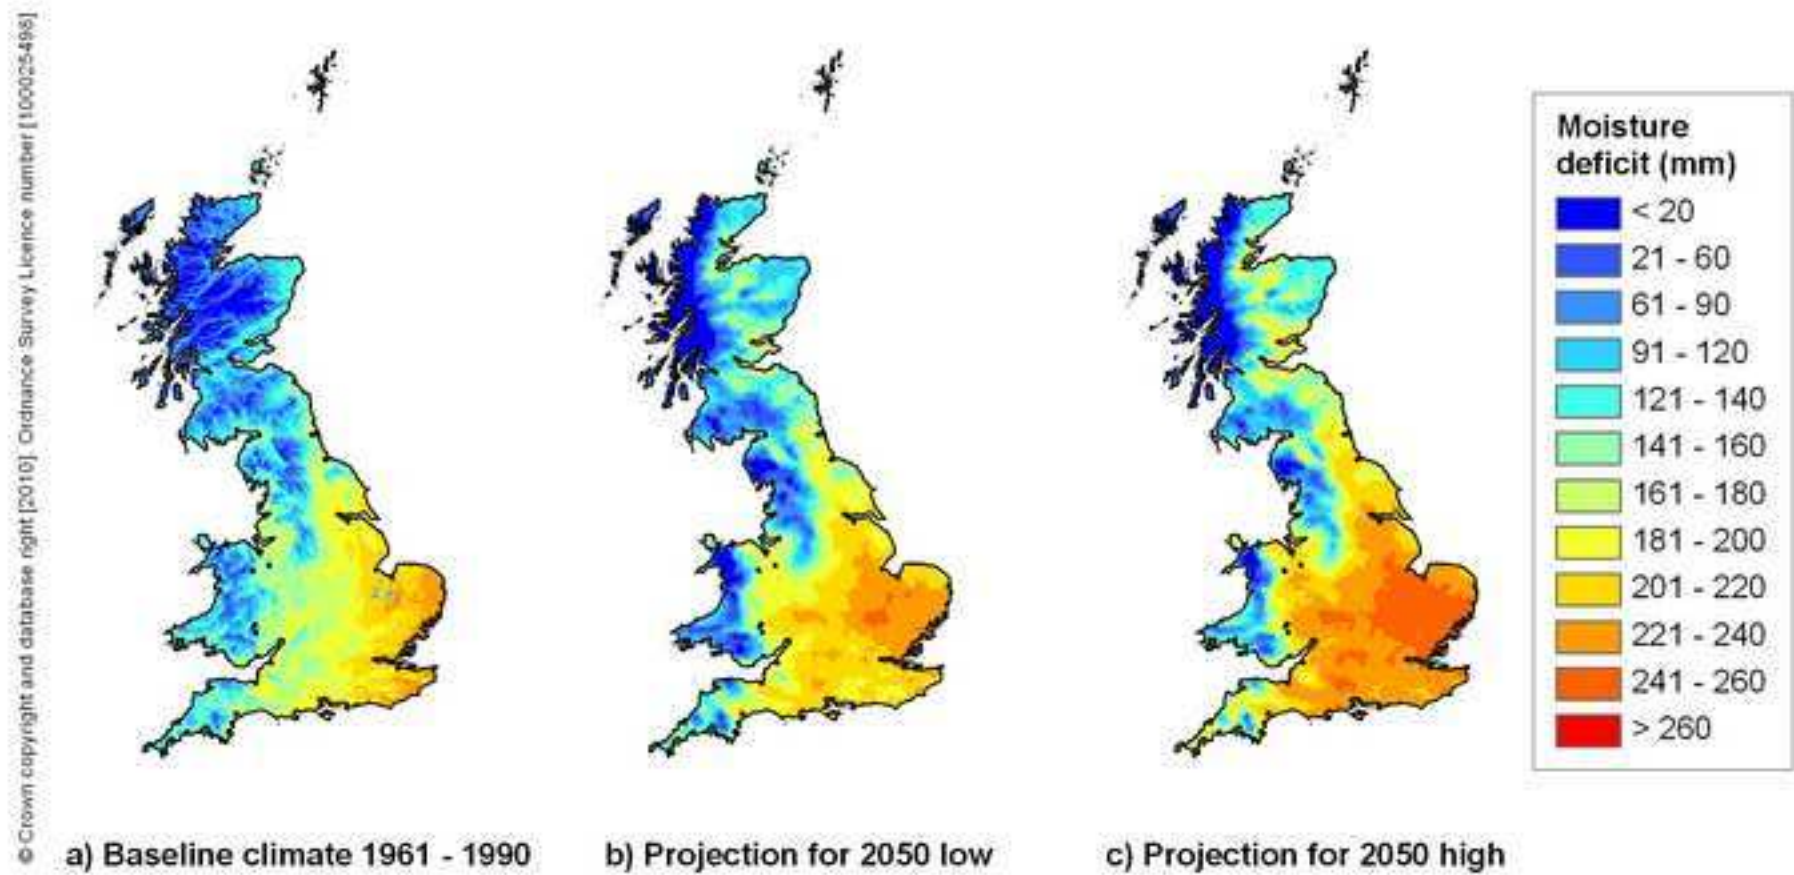 © Crown copyright and database right [2010] Ordnance Survey Licence number [100025498]
Moisture
deficit (mm)
< 20
21 - 60
61 - 90
91 - 120
121 - 140
141 - 160
161 - 180
181 - 200
201 - 220
221 - 240
241 - 260
> 260
a) Baseline climate 1961 - 1990
b) Projection for 2050 low
c) Projection for 2050 high